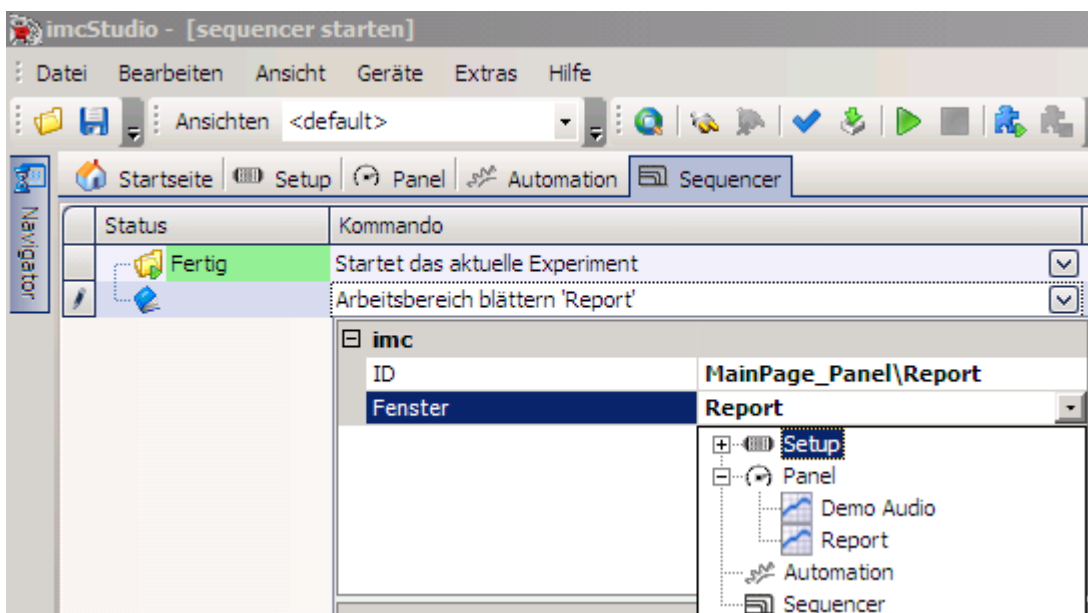 imcStudio - [sequencer starten]
Datei Bearbeiten Ansicht Geräte Extras Hilfe
Ansichten <default>
Startseite Setup Panel Automation Sequencer
Navigator
Status Kommando
Fertig Startet das aktuelle Experiment
Arbeitsbereich blättern 'Report'
imc
ID MainPage_Panel\Report
Fenster Report
Setup
Panel
Demo Audio
Report
Automation
Sequencer